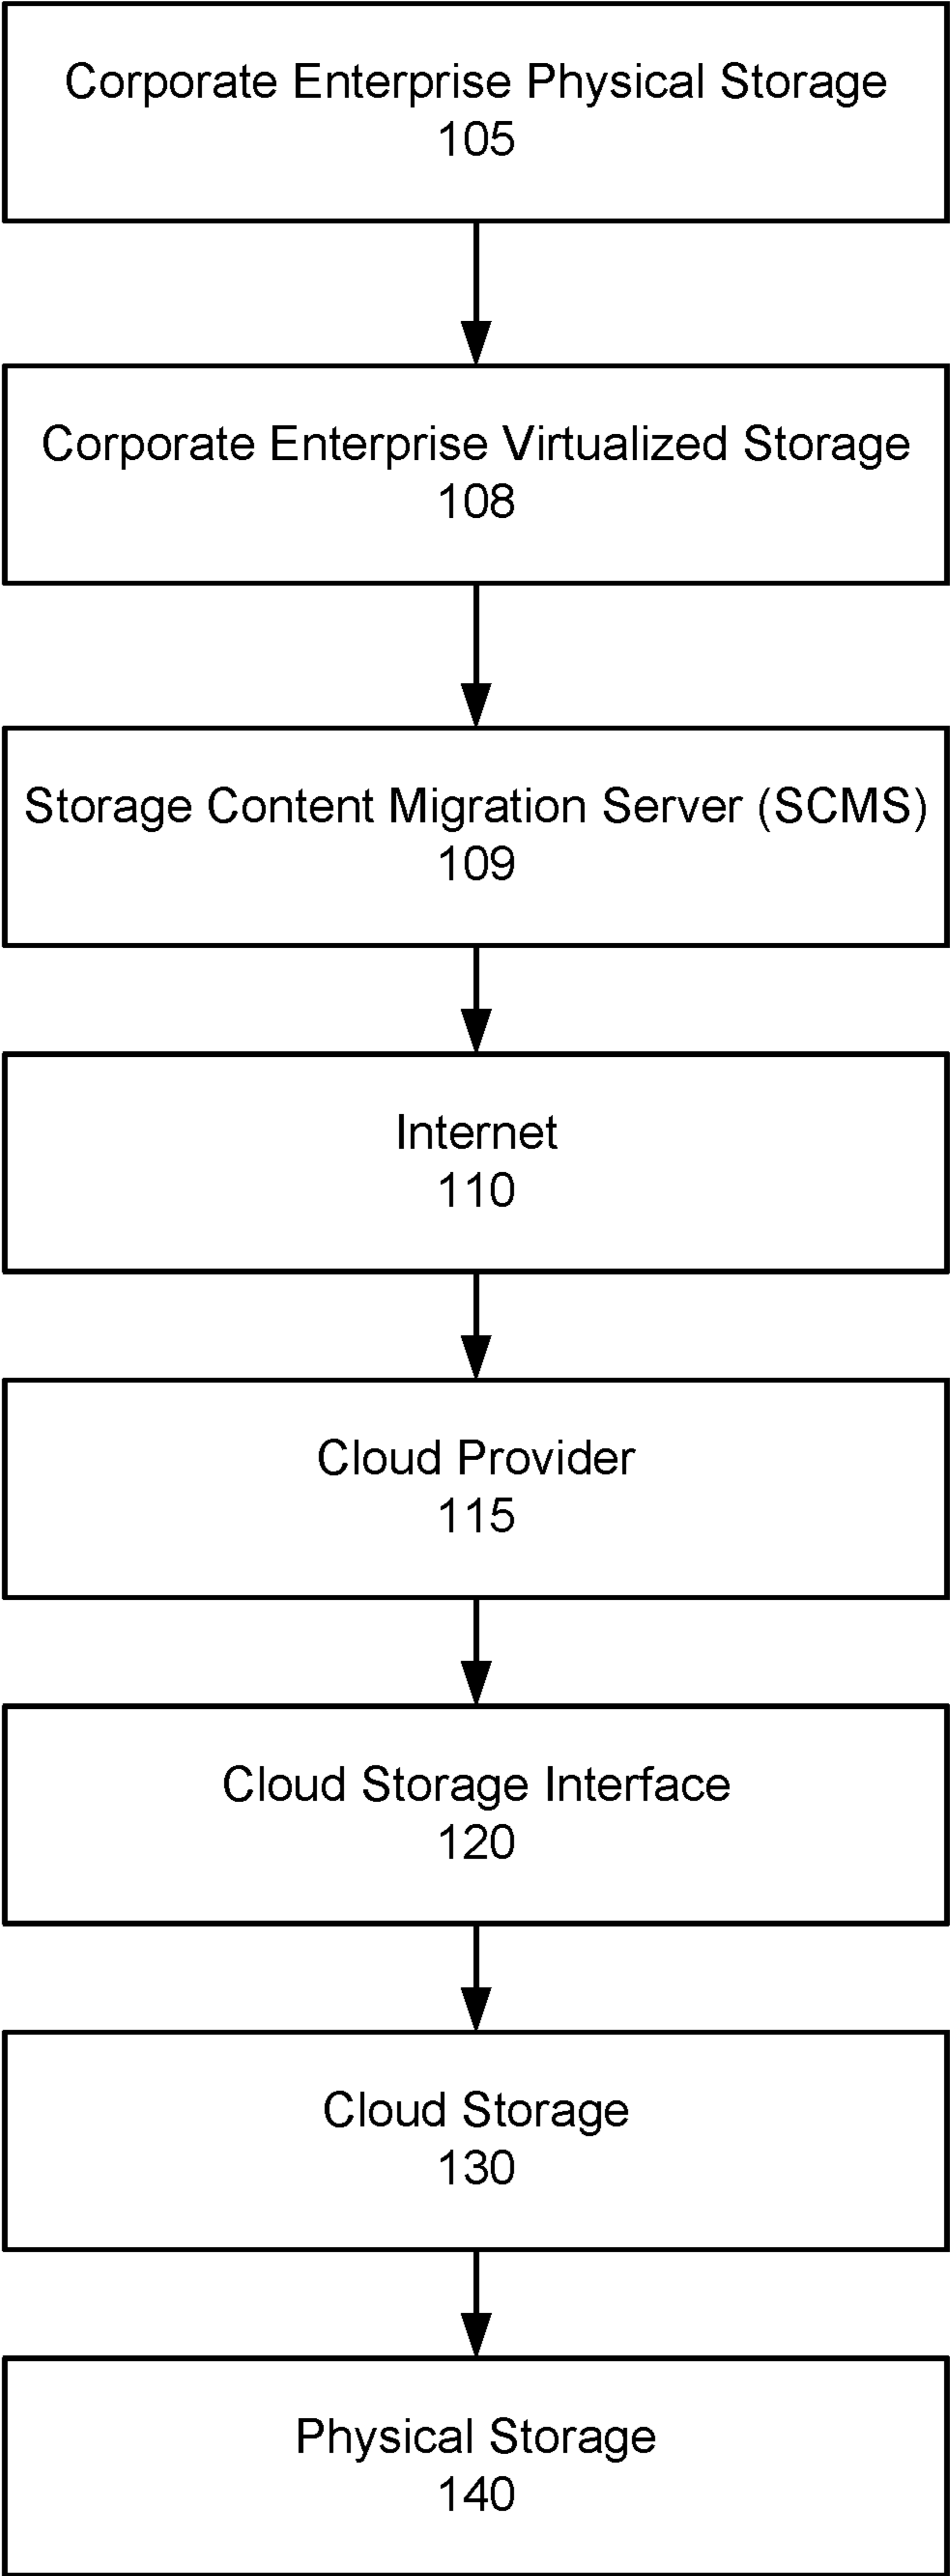 Corporate Enterprise Physical Storage
105
Corporate Enterprise Virtualized Storage
108
Storage Content Migration Server (SCMS)
109
Internet
110
Cloud Provider
115
Cloud Storage Interface
120
Cloud Storage
130
Physical Storage
140